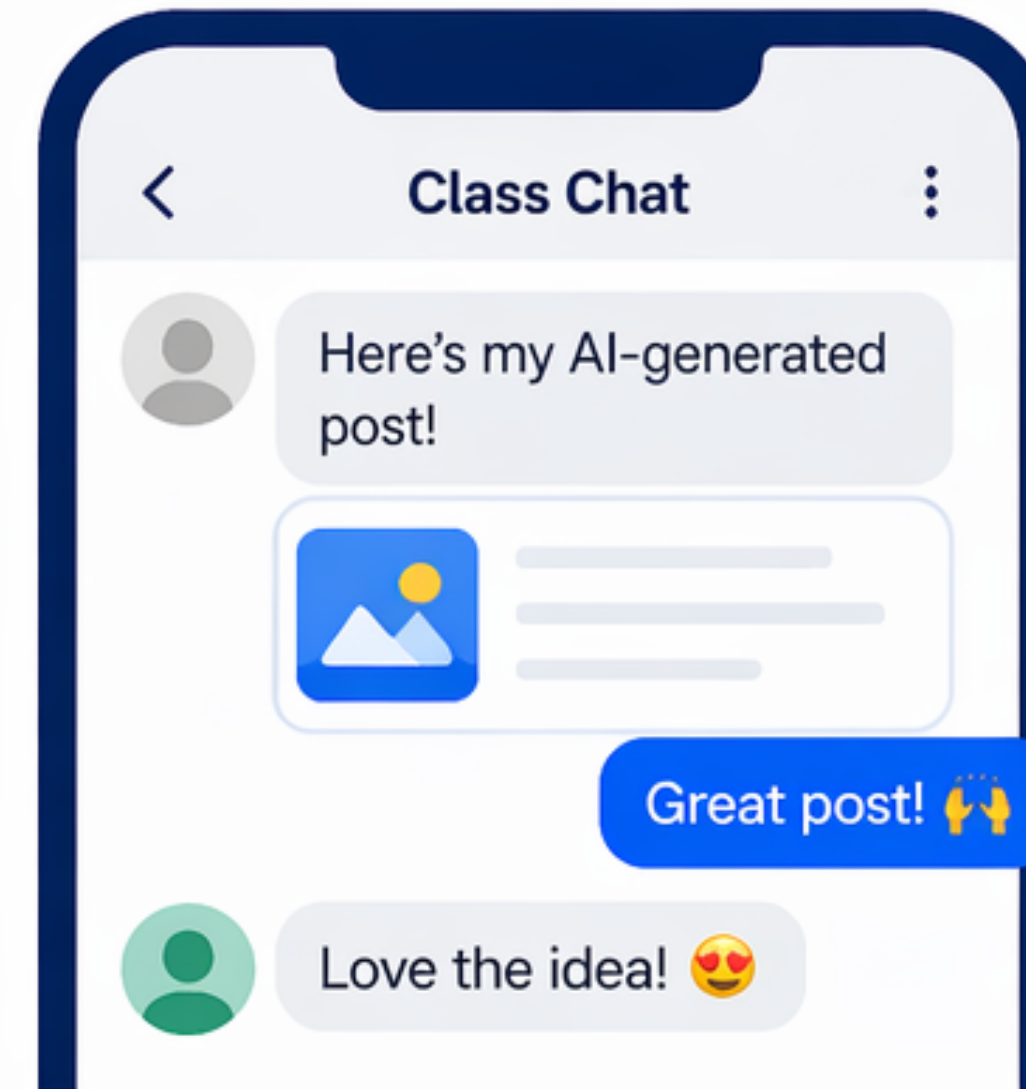 Class Chat
Here’s my AI-generated
post!
Great post! 🙌
Love the idea! 😍